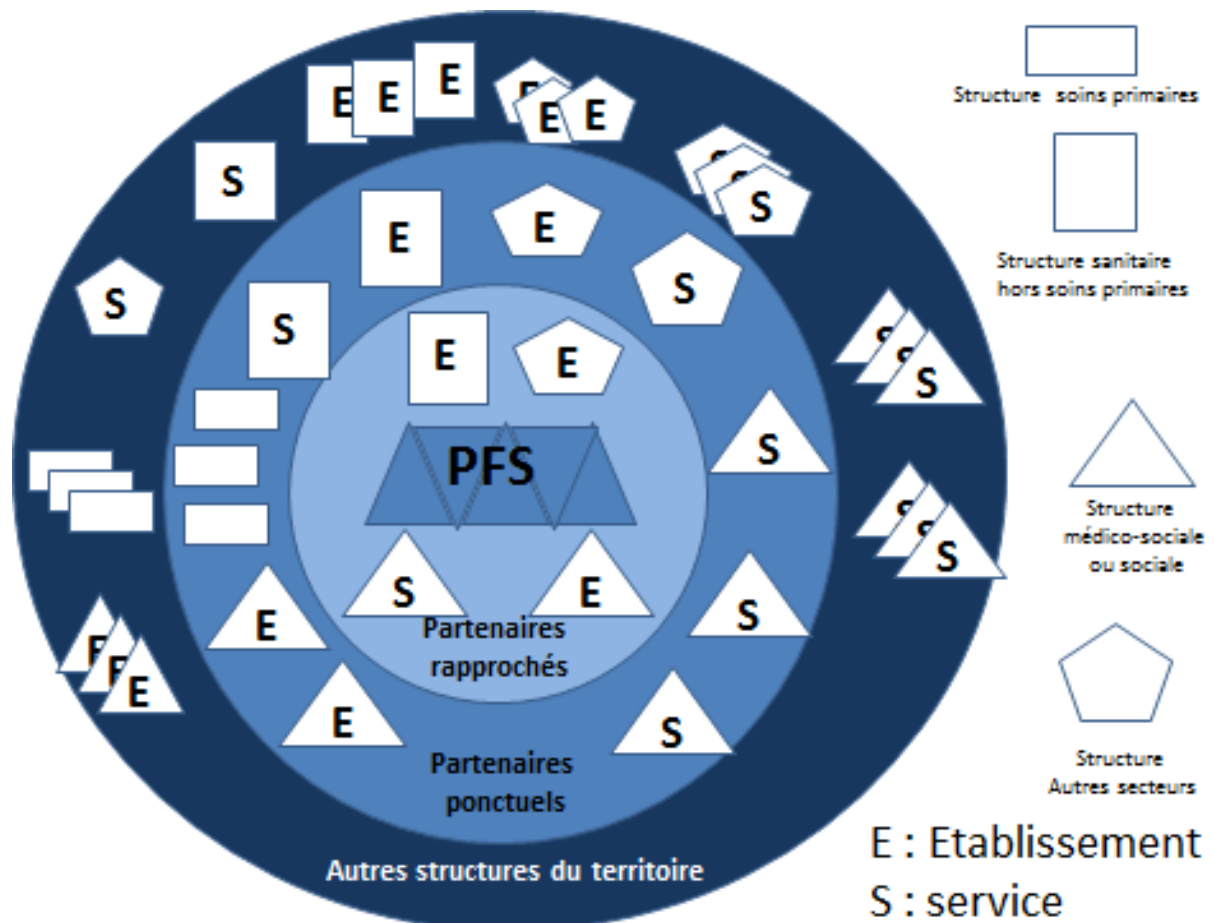 E E E
E E E
S
S S S
E
E
S
S
S
E
E
S S S
PFS
S
S S S
S
E
Partenaires
rapprochés
E
S
E E E
E
S
Partenaires
ponctuels
Autres structures du territoire
Structure soins primaires
Structure sanitaire
hors soins primaires
Structure
médico-sociale
ou sociale
Structure
Autres secteurs
E : Etablissement
S : service